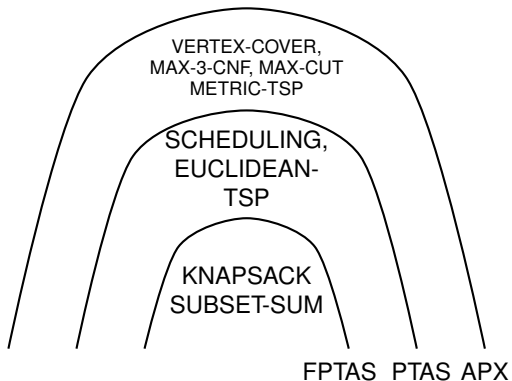 VERTEX-COVER,
MAX-3-CNF, MAX-CUT
METRIC-TSP
SCHEDULING,
EUCLIDEAN-
TSP
KNAPSACK
SUBSET-SUM
FPTAS PTAS APX